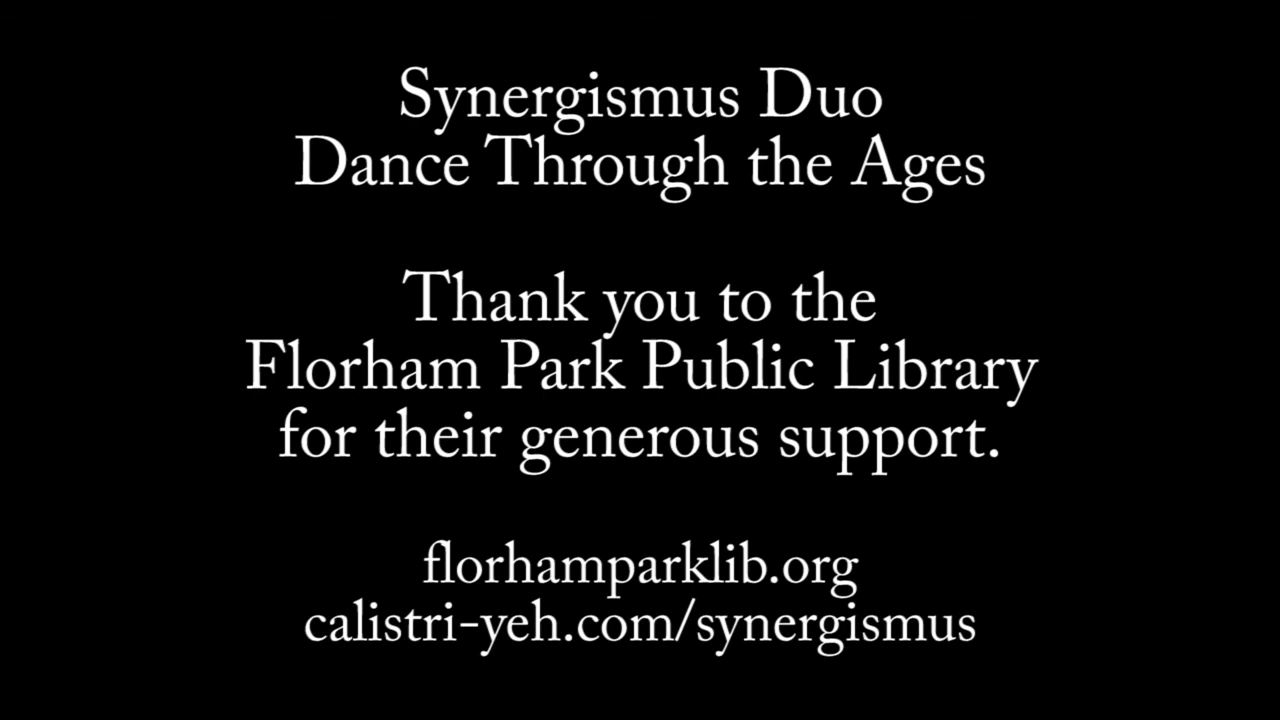 Synergismus Duo
Dance Through the Ages
Thank you to the
Florham Park Public Library
for their generous support.
florhamparklib.org
calistri-yeh.com/synergismus